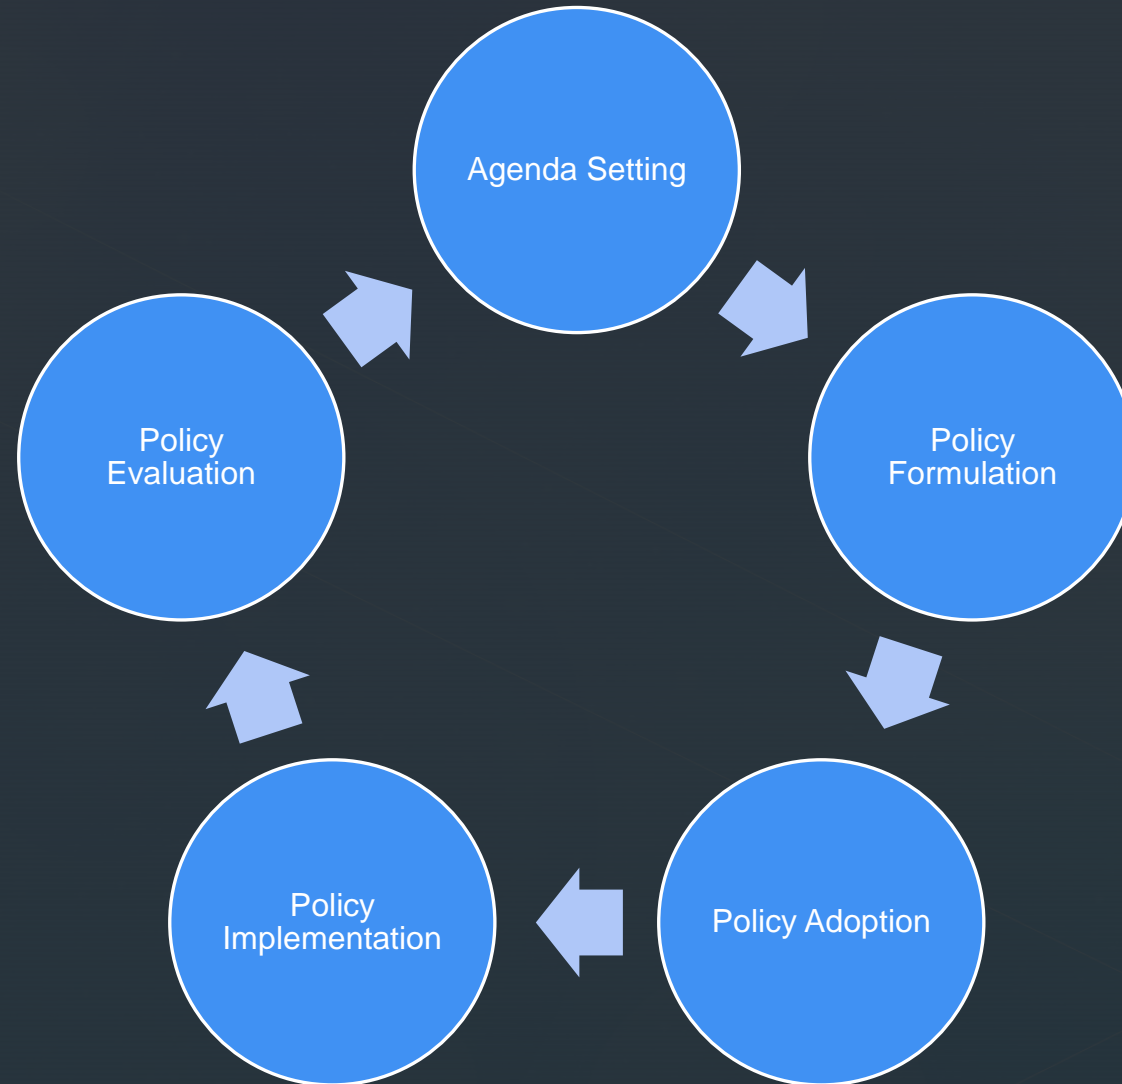 Agenda Setting
Policy
Formulation
Policy Adoption
Policy
Implementation
Policy
Evaluation